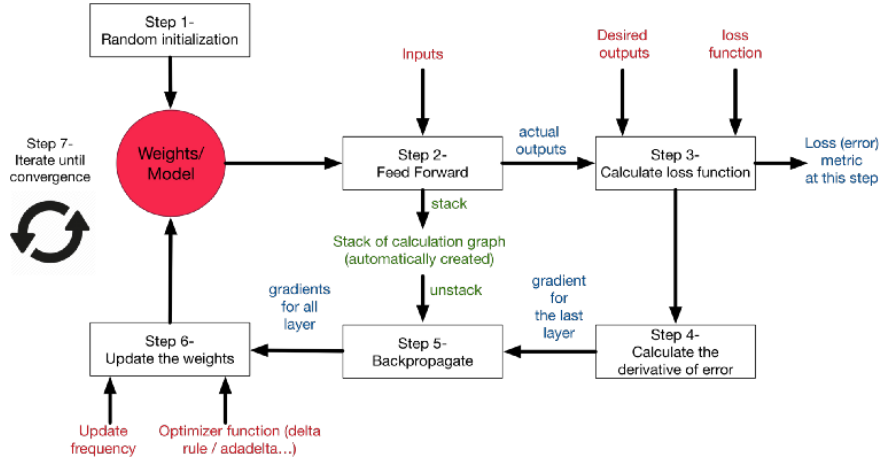 Step 1-
Random initialization
Inputs
Desired
outputs
loss
function
Step 7-
Iterate until
convergence
Weights/
Model
Step 2-
Feed Forward
actual
outputs
Step 3-
Calculate loss function
Loss (error)
metric
at this step
stack
Stack of calculation graph
(automatically created)
unstack
gradients
for all
layer
gradient
for
the last
layer
Step 6-
Update the weights
Step 5-
Backpropagate
Step 4-
Calculate the
derivative of error
Update
frequency
Optimizer function (delta
rule / adadelta...)